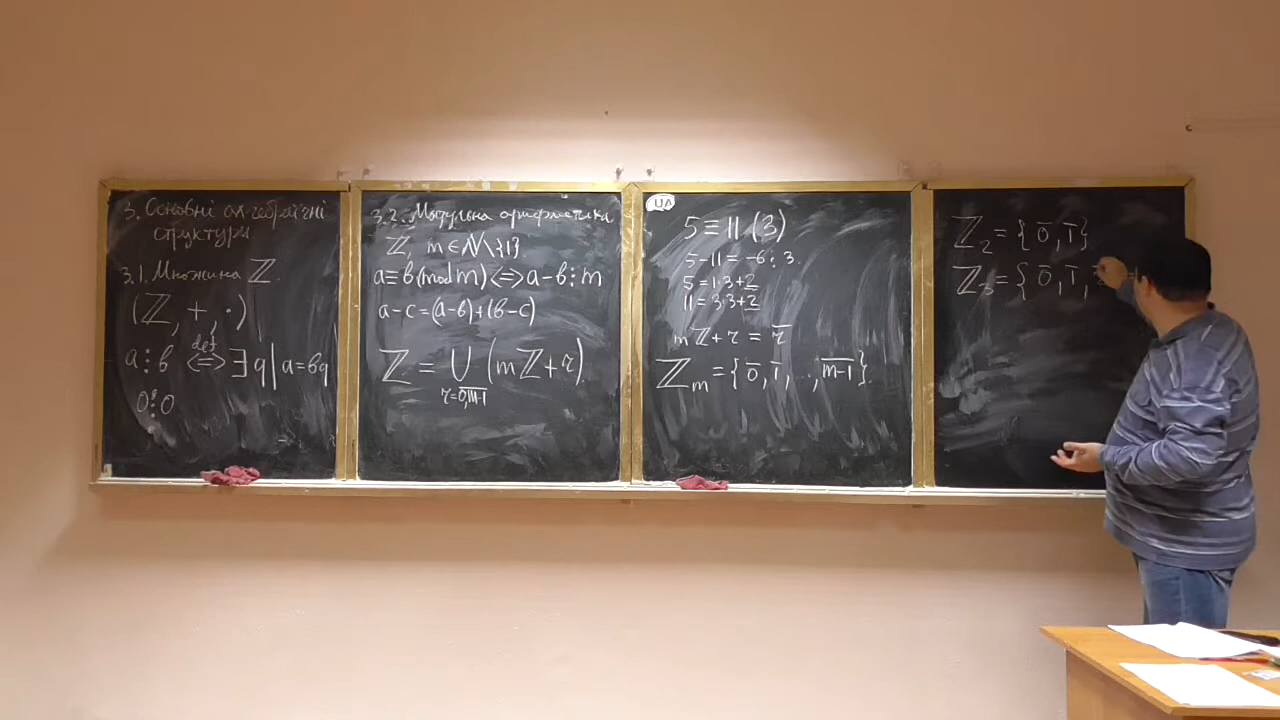 3. Основні алгебраїчні
структури.
3.1. Множина ℤ.
(ℤ, +, ·)
a ⋮ b ⇔ def ∃ q | a = bq
0 ⋮ 0
3.2. Модульна арифметика
ℤ, m ∈ ℕ \ {1}.
a ≡ b (mod m) ⇔ a - b ⋮ m
a - c = (a - b) + (b - c)
ℤ = ∪ (mℤ + r).
r = 0, m-1
UA
5 ≡ 11 (3)
5 - 11 = -6 ⋮ 3.
5 = 1·3 + 2
11 = 3·3 + 2
mℤ + r = r̅
ℤₘ = {0̅, 1̅, ..., m-1}.
ℤ₂ = {0̅, 1̅}
ℤ₃ = {0̅, 1̅,